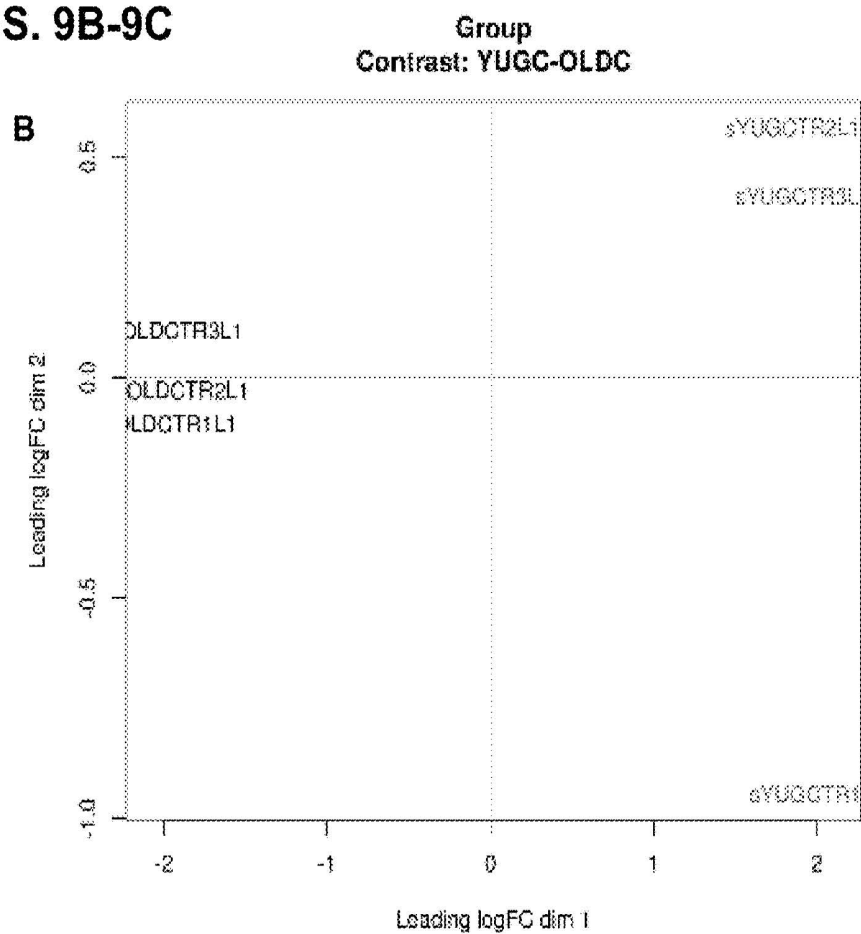 S. 9B-9C
Group
Contrast: YUGC-OLDC
B
0.5
0.0
-0.5
-1.0
Leading logFC dim 2
sYUGCTR2L1
sYUGCTR3L
OLDCTR3L1
OLDCTR2L1
LDCTR1L1
sYUGCTR1
-2
-1
0
1
2
Leading logFC dim 1